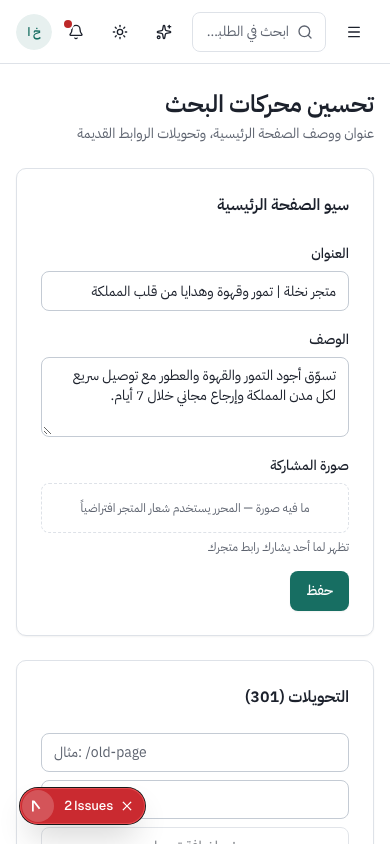 ابحث في الطلبـ...
خ ا
تحسين محركات البحث
عنوان ووصف الصفحة الرئيسية، وتحويلات الروابط القديمة
سيو الصفحة الرئيسية
العنوان
متجر نخلة | تمور وقهوة وهدايا من قلب المملكة
الوصف
تسوّق أجود التمور والقهوة والعطور مع توصيل سريع
لكل مدن المملكة وإرجاع مجاني خلال 7 أيام.
صورة المشاركة
ما فيه صورة — المحرر يستخدم شعار المتجر افتراضياً
تظهر لما أحد يشارك رابط متجرك
حفظ
التحويلات (301)
مثال: /old-page
2 Issues